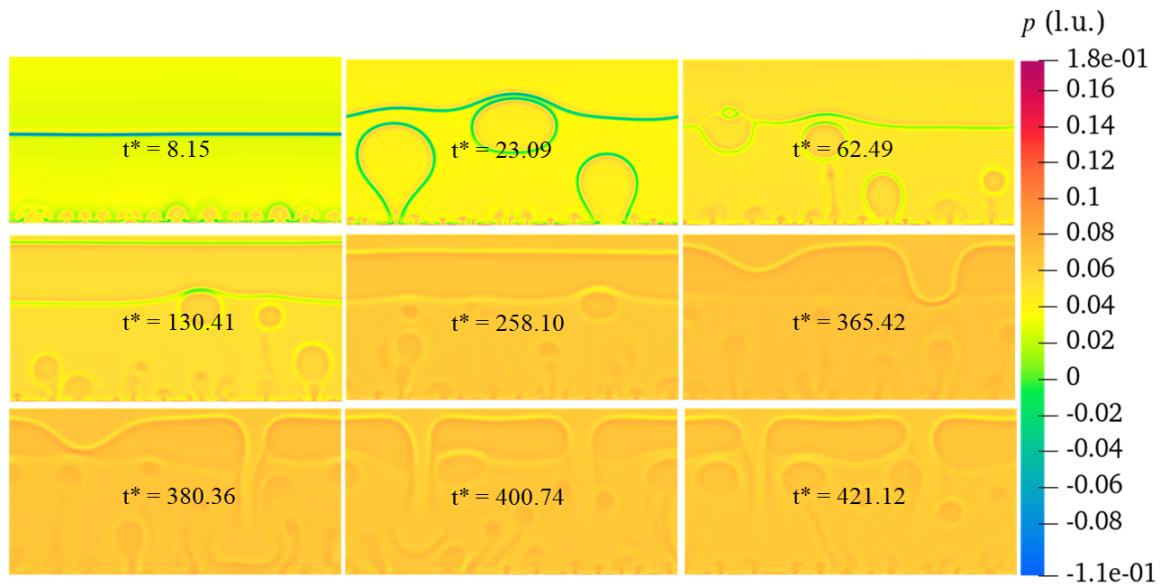 p (l.u.)
1.8e-01
0.16
0.14
0.12
0.1
0.08
0.06
0.04
0.02
0
-0.02
-0.04
-0.06
-0.08
-1.1e-01
t* = 8.15
t* = 23.09
t* = 62.49
t* = 130.41
t* = 258.10
t* = 365.42
t* = 380.36
t* = 400.74
t* = 421.12